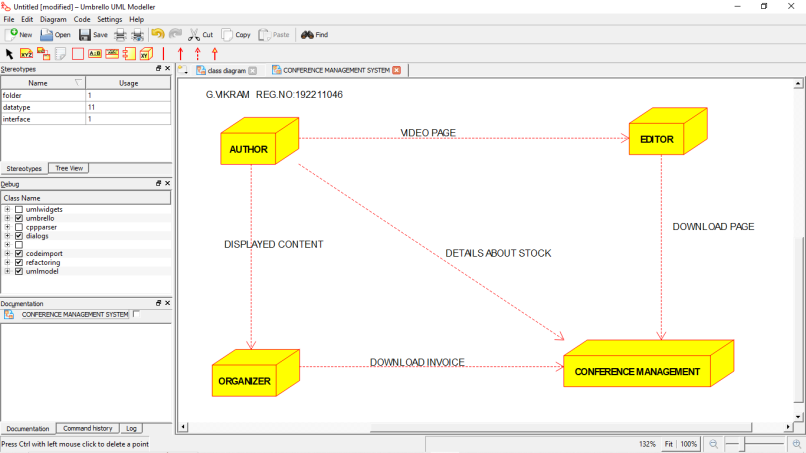 Untitled [modified] – Umbrello UML Modeller
File Edit Diagram Code Settings Help
New Open Save Cut Copy Paste Find
XYZ A.B
Stereotypes
Name Usage
folder 1
datatype 11
interface 1
Stereotypes Tree View
Debug
Class Name
umlwidgets
umbrello
cppparser
dialogs
codeimport
refactoring
umlmodel
Documentation
CONFERENCE MANAGEMENT SYSTEM
Documentation Command history Log
Press Ctrl with left mouse click to delete a point
class diagram CONFERENCE MANAGEMENT SYSTEM
G.VIKRAM REG.NO:192211046
AUTHOR
VIDEO PAGE
EDITOR
DISPLAYED CONTENT
DETAILS ABOUT STOCK
DOWNLOAD PAGE
ORGANIZER
DOWNLOAD INVOICE
CONFERENCE MANAGEMENT
132% Fit 100%